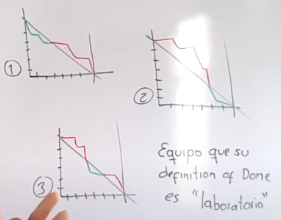 1
2
3
Equipo que su
definition of Done
es "laboratorio"